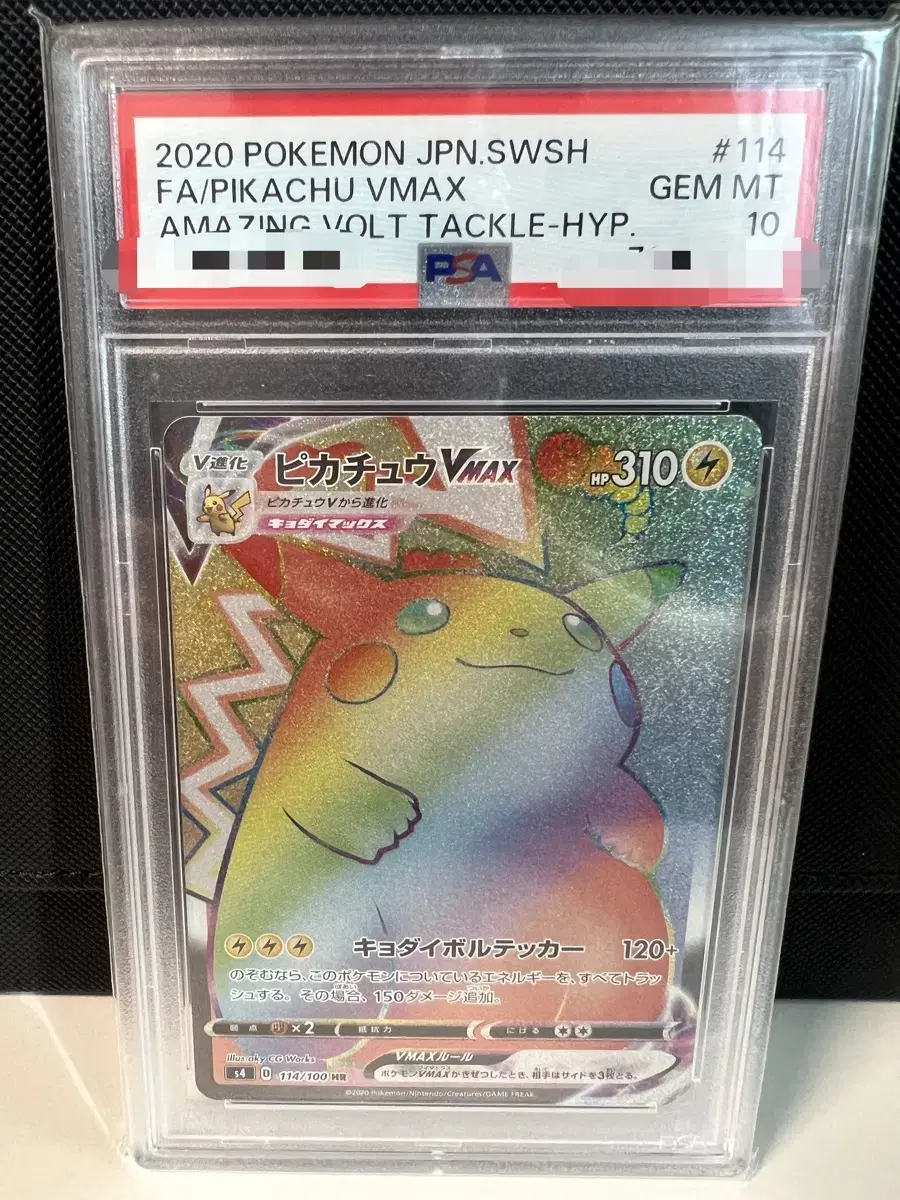 2020 POKEMON JPN.SWSH #114
FA/PIKACHU VMAX GEM MT
AMAZING VOLT TACKLE-HYP. 10
PSA
V進化
ピカチュウVMAX HP310
ピカチュウVから進化
キョダイマックス
キョダイボルテッカー 120+
のぞむなら、このポケモンについているエネルギーを、すべてトラッ
シュする。その場合、150ダメージ追加。
弱点 ×2 抵抗力 にげる
illus. aky CG Works
VMAXルール
ポケモンVMAXがきぜつしたとき、相手はサイドを3枚とる。
s4 D 114/100 HR
©2020 Pokémon/Nintendo/Creatures/GAME FREAK.